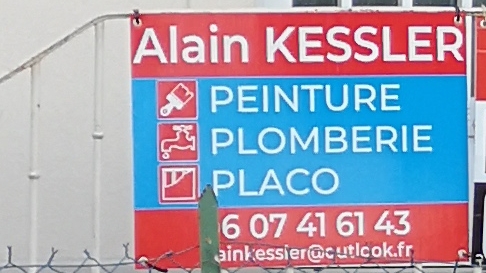 Alain KESSLER
PEINTURE
PLOMBERIE
PLACO
6 07 41 61 43
ainkessler@outlook.fr